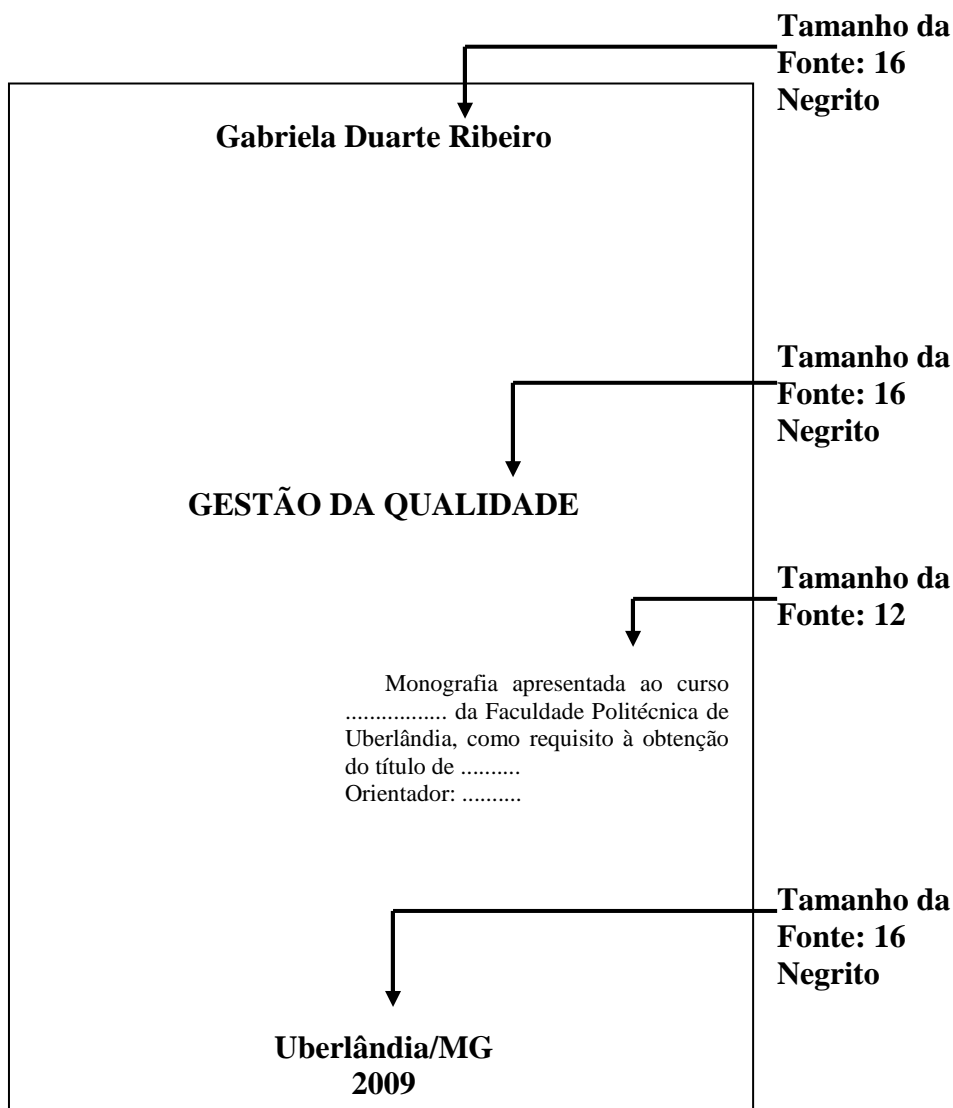 Tamanho da
Fonte: 16
Negrito
Gabriela Duarte Ribeiro
Tamanho da
Fonte: 16
Negrito
GESTÃO DA QUALIDADE
Tamanho da
Fonte: 12
Monografia apresentada ao curso
................. da Faculdade Politécnica de
Uberlândia, como requisito à obtenção
do título de ..........
Orientador: ..........
Tamanho da
Fonte: 16
Negrito
Uberlândia/MG
2009